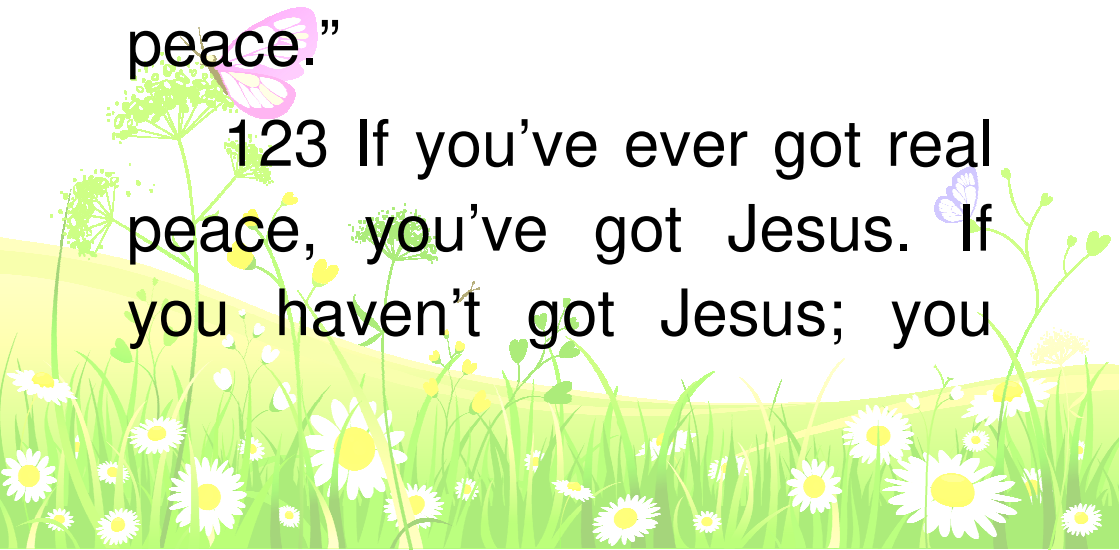 peace.”
123 If you’ve ever got real
peace, you’ve got Jesus. If
you haven’t got Jesus; you